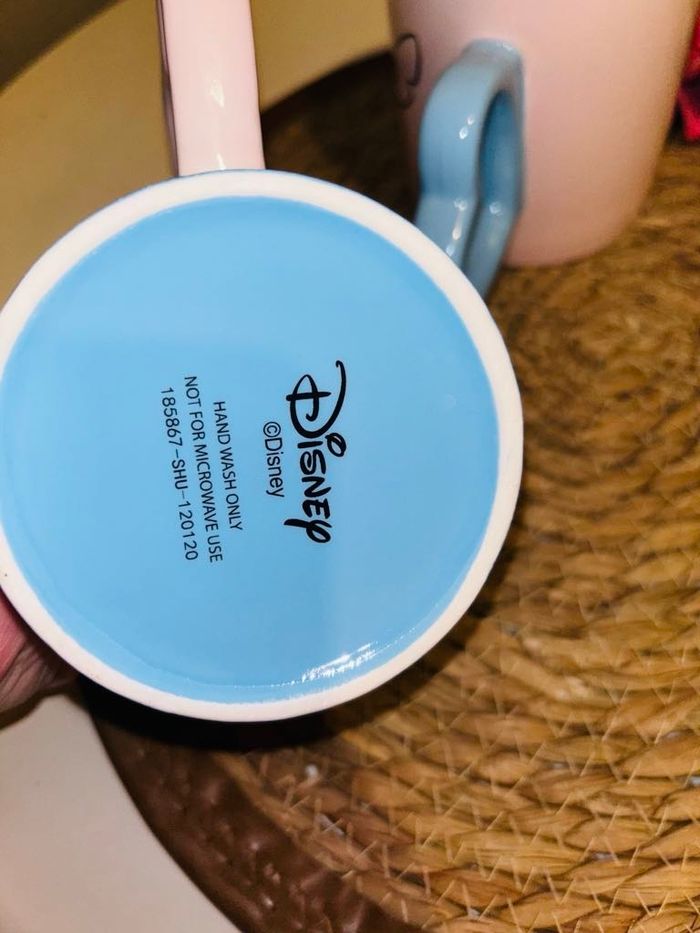 Disney
©Disney
HAND WASH ONLY
NOT FOR MICROWAVE USE
185867-SHU-120120